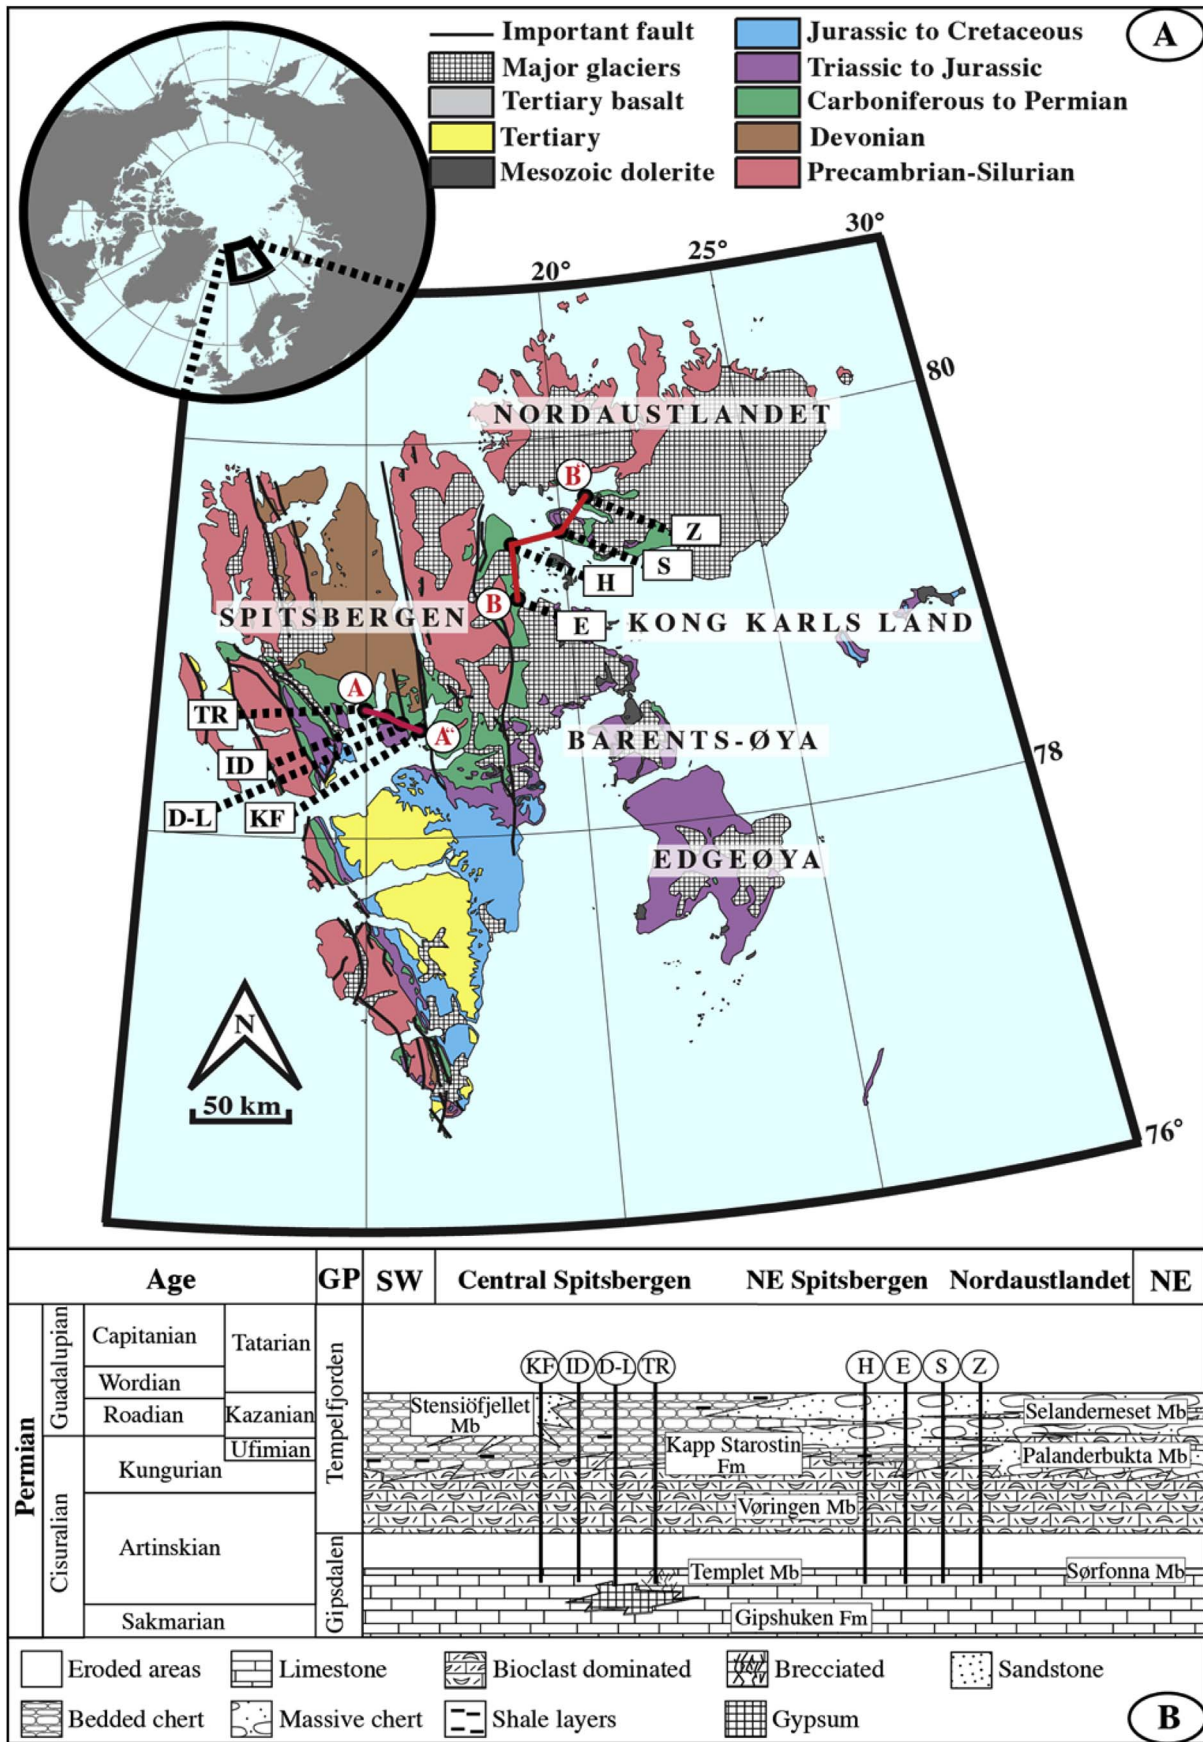 Important fault
Major glaciers
Tertiary basalt
Tertiary
Mesozoic dolerite
Jurassic to Cretaceous
Triassic to Jurassic
Carboniferous to Permian
Devonian
Precambrian-Silurian
A
20°
25°
30°
80
78
76°
NORDAUSTLANDET
B“
Z
S
H
B
E
SPITSBERGEN
KONG KARLS LAND
A
TR
A“
ID
D-L
KF
BARENTS-ØYA
EDGEØYA
N
50 km
Age
GP
SW
Central Spitsbergen
NE Spitsbergen
Nordaustlandet
NE
Permian
Guadalupian
Cisuralian
Capitanian
Wordian
Roadian
Kungurian
Artinskian
Sakmarian
Tatarian
Kazanian
Ufimian
Tempelfjorden
Gipsdalen
KF
ID
D-L
TR
H
E
S
Z
Stensiöfjellet
Mb
Kapp Starostin
Fm
Selanderneset Mb
Palanderbukta Mb
Vøringen Mb
Templet Mb
Sørfonna Mb
Gipshuken Fm
Eroded areas
Limestone
Bioclast dominated
Brecciated
Sandstone
Bedded chert
Massive chert
Shale layers
Gypsum
B